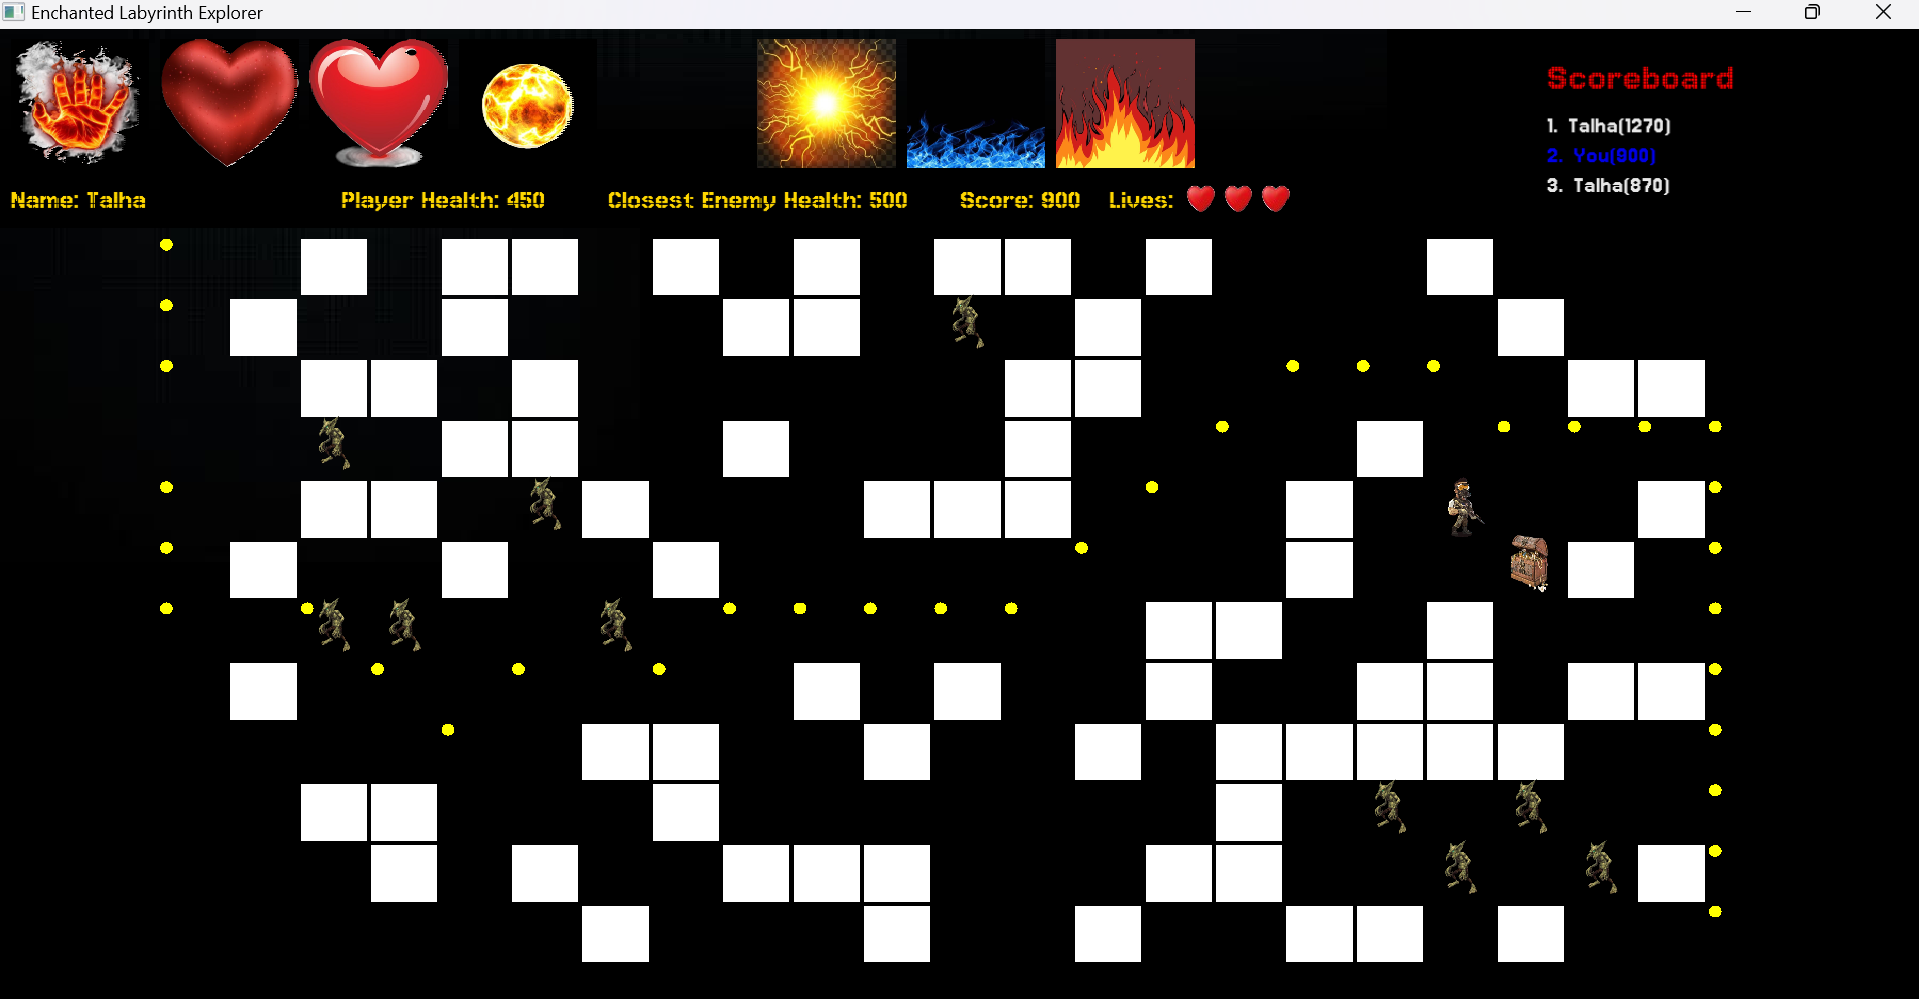 Enchanted Labyrinth Explorer
Scoreboard
1. Talha(1270)
2. You(900)
3. Talha(870)
Name: Talha Player Health: 450 Closest Enemy Health: 500 Score: 900 Lives: